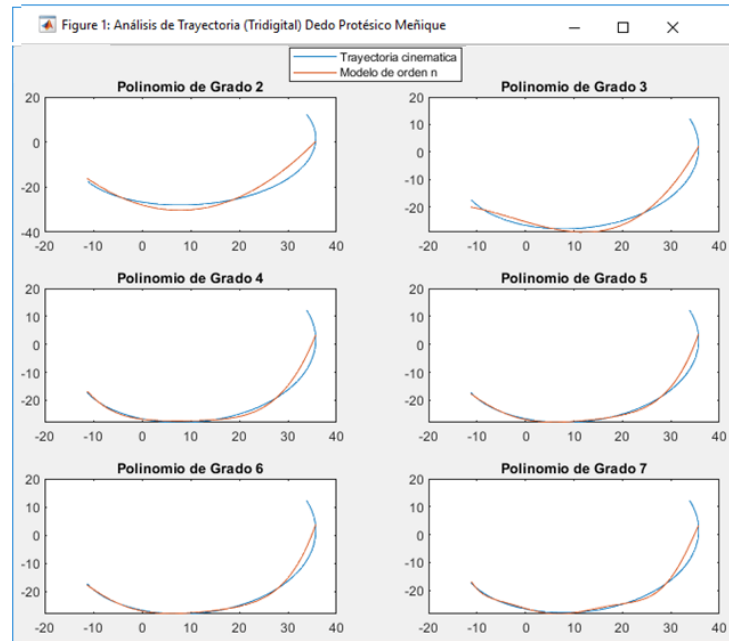 Figure 1: Análisis de Trayectoria (Tridigital) Dedo Protésico Meñique
Trayectoria cinematica
Modelo de orden n
Polinomio de Grado 2
20
0
-20
-40
-20 -10 0 10 20 30 40
Polinomio de Grado 3
20
10
0
-10
-20
-20 -10 0 10 20 30 40
Polinomio de Grado 4
20
10
0
-10
-20
-20 -10 0 10 20 30 40
Polinomio de Grado 5
20
10
0
-10
-20
-20 -10 0 10 20 30 40
Polinomio de Grado 6
20
10
0
-10
-20
-20 -10 0 10 20 30 40
Polinomio de Grado 7
20
10
0
-10
-20
-20 -10 0 10 20 30 40